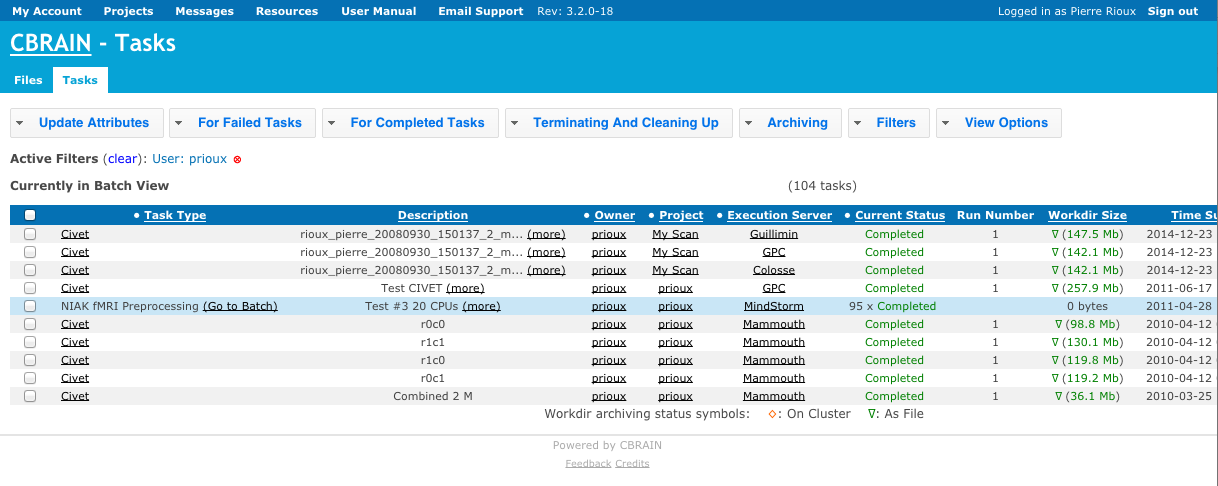 My Account Projects Messages Resources User Manual Email Support Rev: 3.2.0-18 Logged in as Pierre Rioux Sign out
CBRAIN - Tasks
Files Tasks
Update Attributes For Failed Tasks For Completed Tasks Terminating And Cleaning Up Archiving Filters View Options
Active Filters (clear): User: prioux
Currently in Batch View (104 tasks)
• Task Type Description • Owner • Project • Execution Server • Current Status Run Number Workdir Size Time Su
Civet rioux_pierre_20080930_150137_2_m... (more) prioux My Scan Guillimin Completed 1 ∇ (147.5 Mb) 2014-12-23
Civet rioux_pierre_20080930_150137_2_m... (more) prioux My Scan GPC Completed 1 ∇ (142.1 Mb) 2014-12-23
Civet rioux_pierre_20080930_150137_2_m... (more) prioux My Scan Colosse Completed 1 ∇ (142.1 Mb) 2014-12-23
Civet Test CIVET (more) prioux prioux GPC Completed 1 ∇ (257.9 Mb) 2011-06-17
NIAK fMRI Preprocessing (Go to Batch) Test #3 20 CPUs (more) prioux prioux MindStorm 95 x Completed 0 bytes 2011-04-28
Civet r0c0 prioux prioux Mammouth Completed 1 ∇ (98.8 Mb) 2010-04-12
Civet r1c1 prioux prioux Mammouth Completed 1 ∇ (130.1 Mb) 2010-04-12
Civet r1c0 prioux prioux Mammouth Completed 1 ∇ (119.8 Mb) 2010-04-12
Civet r0c1 prioux prioux Mammouth Completed 1 ∇ (119.2 Mb) 2010-04-12
Civet Combined 2 M prioux prioux Mammouth Completed 1 ∇ (36.1 Mb) 2010-03-25
Workdir archiving status symbols: ◇: On Cluster ∇: As File
Powered by CBRAIN
Feedback Credits